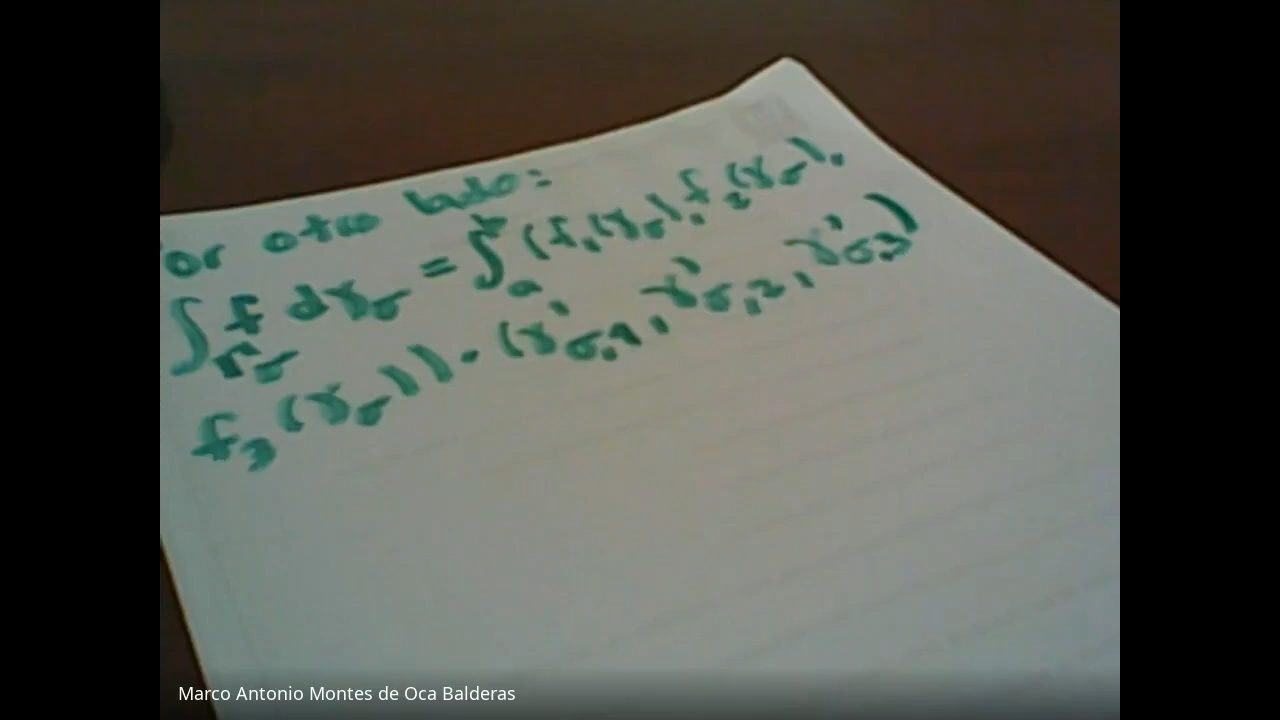 or otro lado:
∫_{Γ_σ} f dγ_σ = ∫_a^b (f_1(γ_σ), f_2(γ_σ),
f_3(γ_σ)) · (γ'_{σ,1}, γ'_{σ,2}, γ'_{σ,3})
Marco Antonio Montes de Oca Balderas